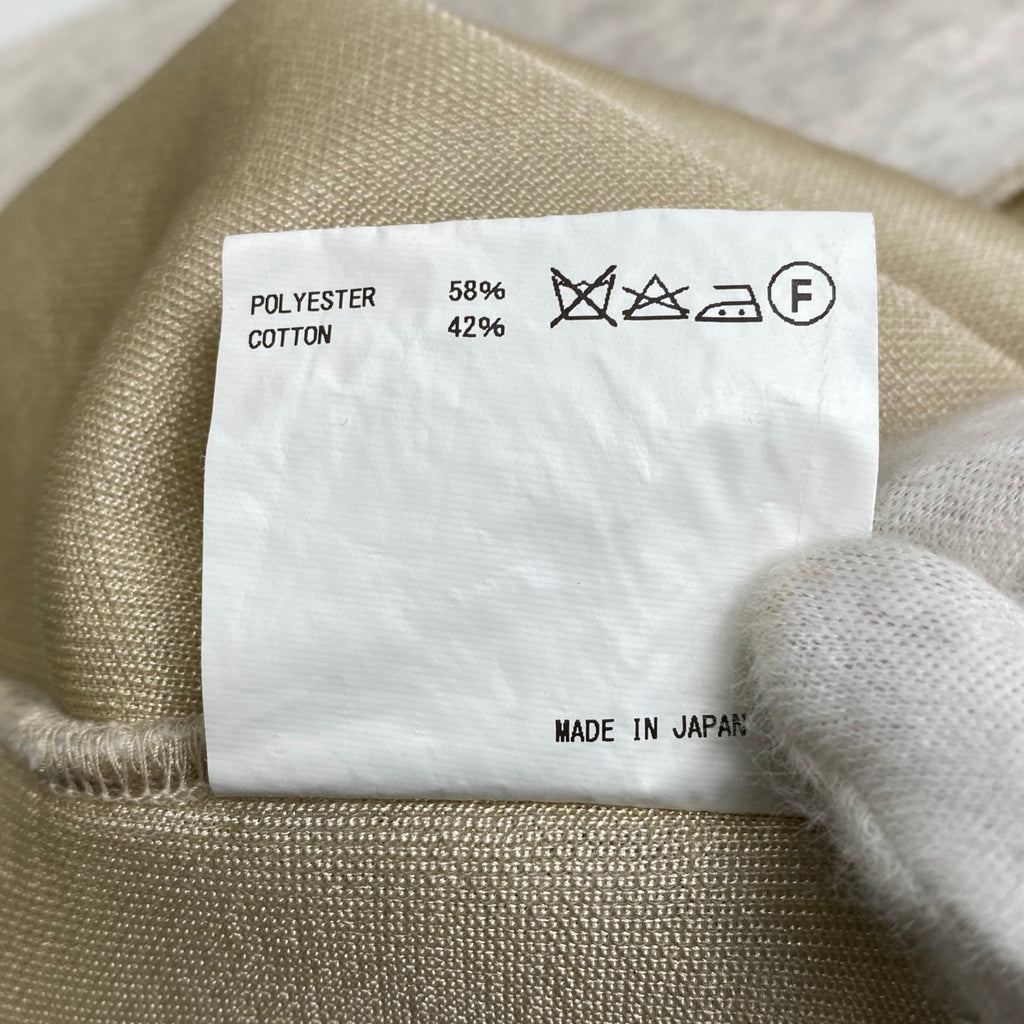 POLYESTER 58%
COTTON 42%
F
MADE IN JAPAN